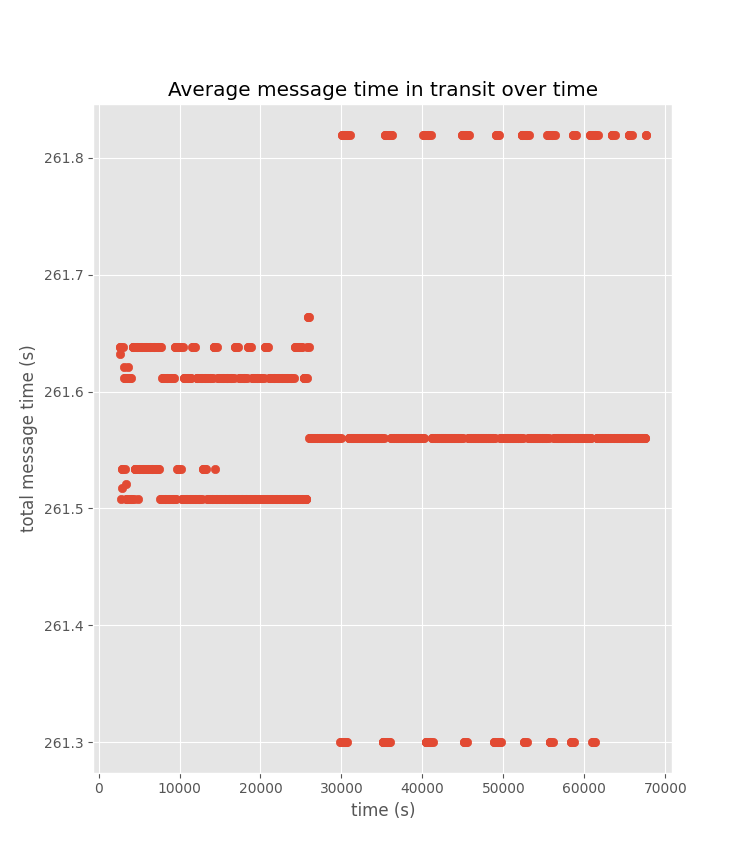 Average message time in transit over time
261.8
261.7
261.6
261.5
261.4
261.3
total message time (s)
0 10000 20000 30000 40000 50000 60000 70000
time (s)